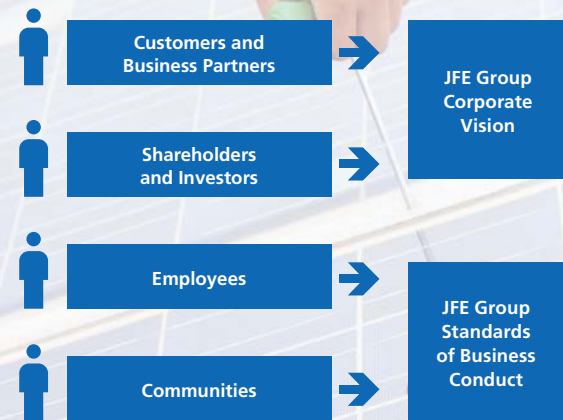 Customers and
Business Partners
JFE Group
Corporate
Vision
Shareholders
and Investors
Employees
JFE Group
Standards
of Business
Conduct
Communities